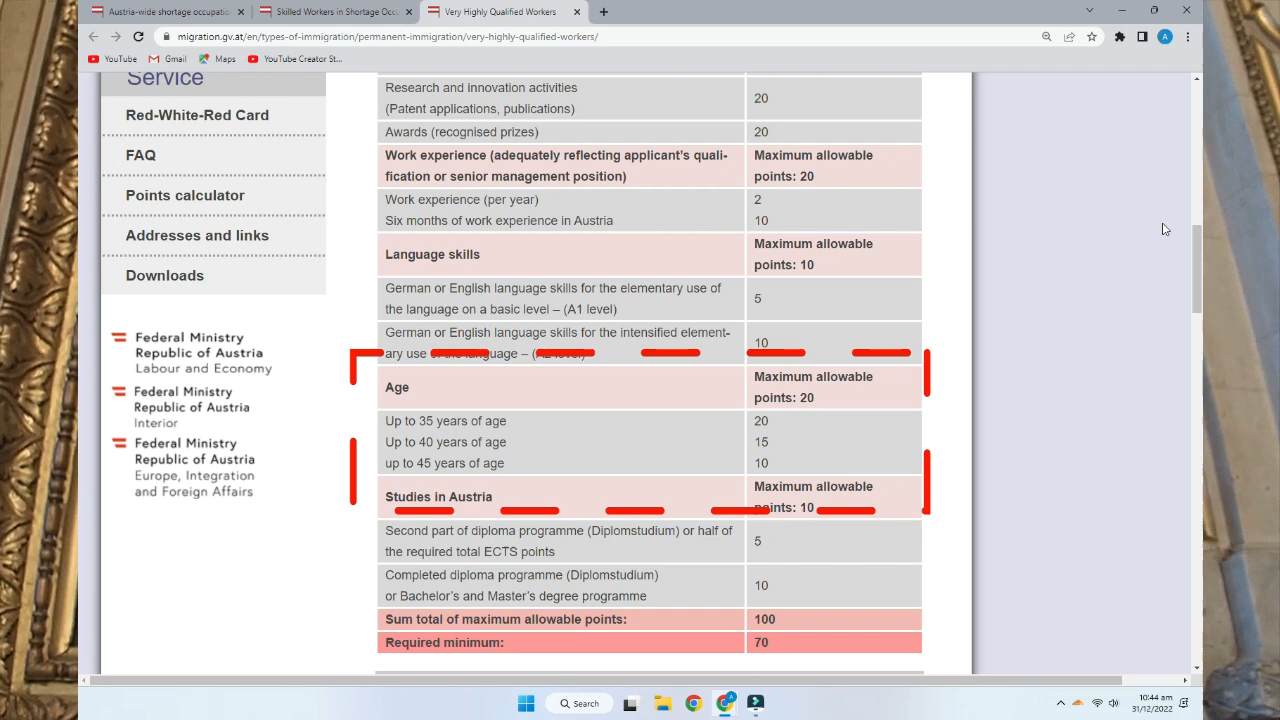 Austria-wide shortage occupatio
Skilled Workers in Shortage Occ
Very Highly Qualified Workers
migration.gv.at/en/types-of-immigration/permanent-immigration/very-highly-qualified-workers/
A
YouTube
Gmail
Maps
YouTube Creator St...
Service
Red-White-Red Card
FAQ
Points calculator
Addresses and links
Downloads
Federal Ministry
Republic of Austria
Labour and Economy
Federal Ministry
Republic of Austria
Interior
Federal Ministry
Republic of Austria
Europe, Integration
and Foreign Affairs
Research and innovation activities
(Patent applications, publications)
20
Awards (recognised prizes)
20
Work experience (adequately reflecting applicant's quali-
fication or senior management position)
Maximum allowable
points: 20
Work experience (per year)
2
Six months of work experience in Austria
10
Language skills
Maximum allowable
points: 10
German or English language skills for the elementary use of
the language on a basic level – (A1 level)
5
German or English language skills for the intensified element-
ary use of the language – (A2 level)
10
Age
Maximum allowable
points: 20
Up to 35 years of age
20
Up to 40 years of age
15
up to 45 years of age
10
Studies in Austria
Maximum allowable
points: 10
Second part of diploma programme (Diplomstudium) or half of
the required total ECTS points
5
Completed diploma programme (Diplomstudium)
or Bachelor's and Master's degree programme
10
Sum total of maximum allowable points:
100
Required minimum:
70
Search
A
10:44 am
31/12/2022